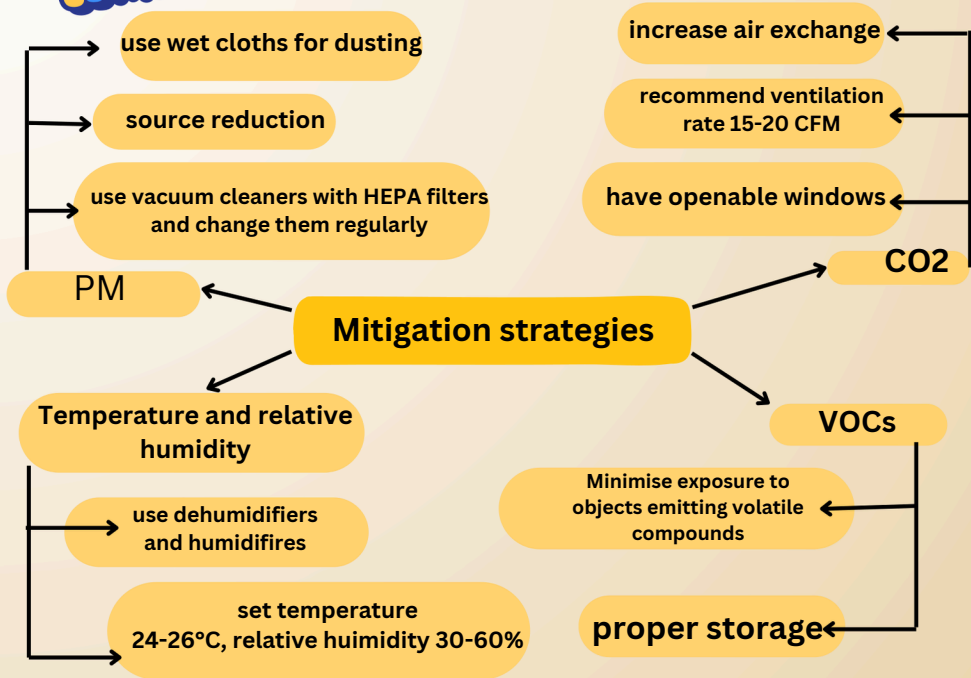 use wet cloths for dusting
source reduction
use vacuum cleaners with HEPA filters
and change them regularly
PM
increase air exchange
recommend ventilation
rate 15-20 CFM
have openable windows
CO2
Mitigation strategies
Temperature and relative
humidity
use dehumidifiers
and humidifires
set temperature
24-26°C, relative huimidity 30-60%
VOCs
Minimise exposure to
objects emitting volatile
compounds
proper storage